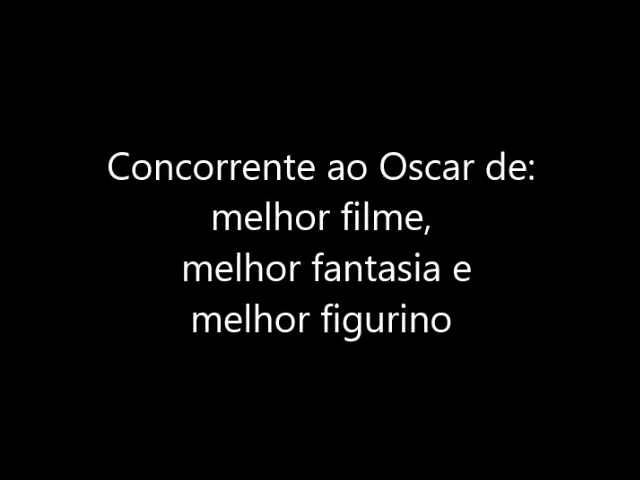 Concorrente ao Oscar de:
melhor filme,
melhor fantasia e
melhor figurino